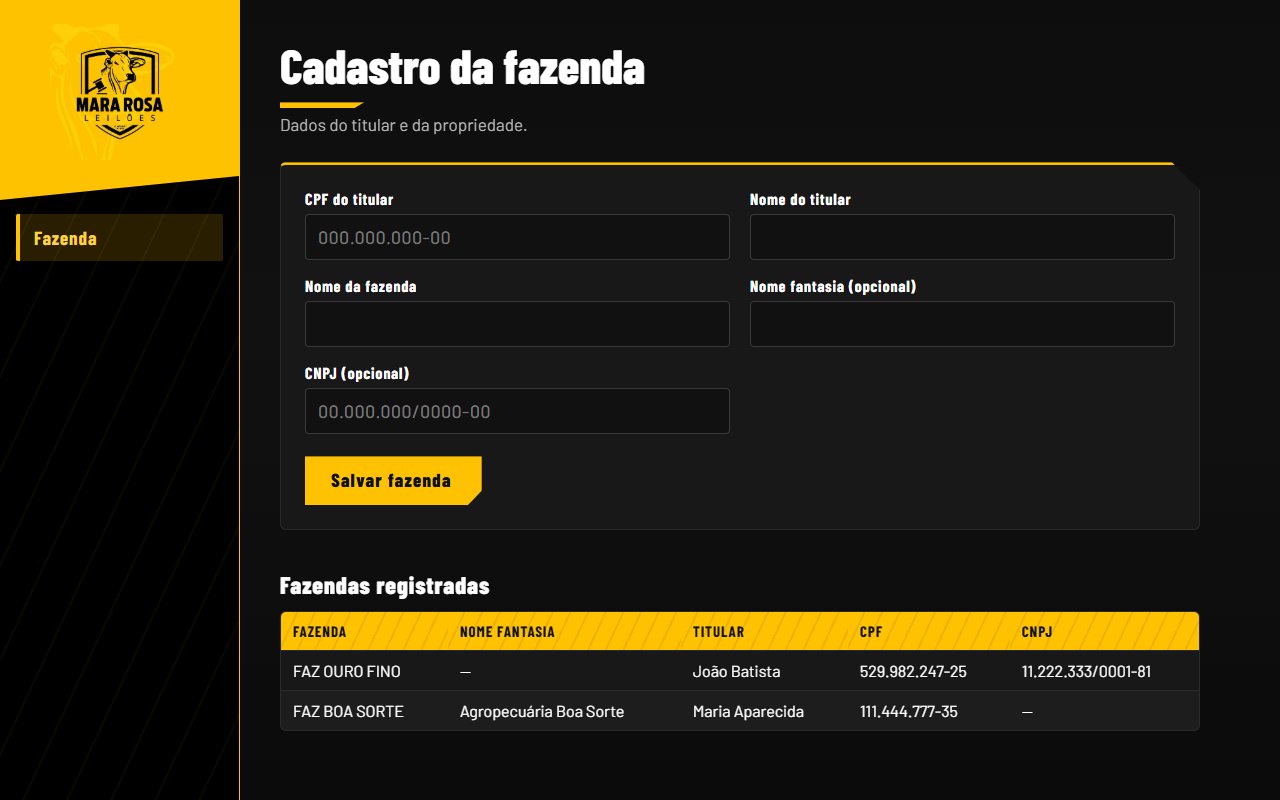 MARA ROSA
LEILÕES
Fazenda
Cadastro da fazenda
Dados do titular e da propriedade.
CPF do titular
Nome do titular
000.000.000-00
Nome da fazenda
Nome fantasia (opcional)
CNPJ (opcional)
00.000.000/0000-00
Salvar fazenda
Fazendas registradas
FAZENDA NOME FANTASIA TITULAR CPF CNPJ
FAZ OURO FINO — João Batista 529.982.247-25 11.222.333/0001-81
FAZ BOA SORTE Agropecuária Boa Sorte Maria Aparecida 111.444.777-35 —